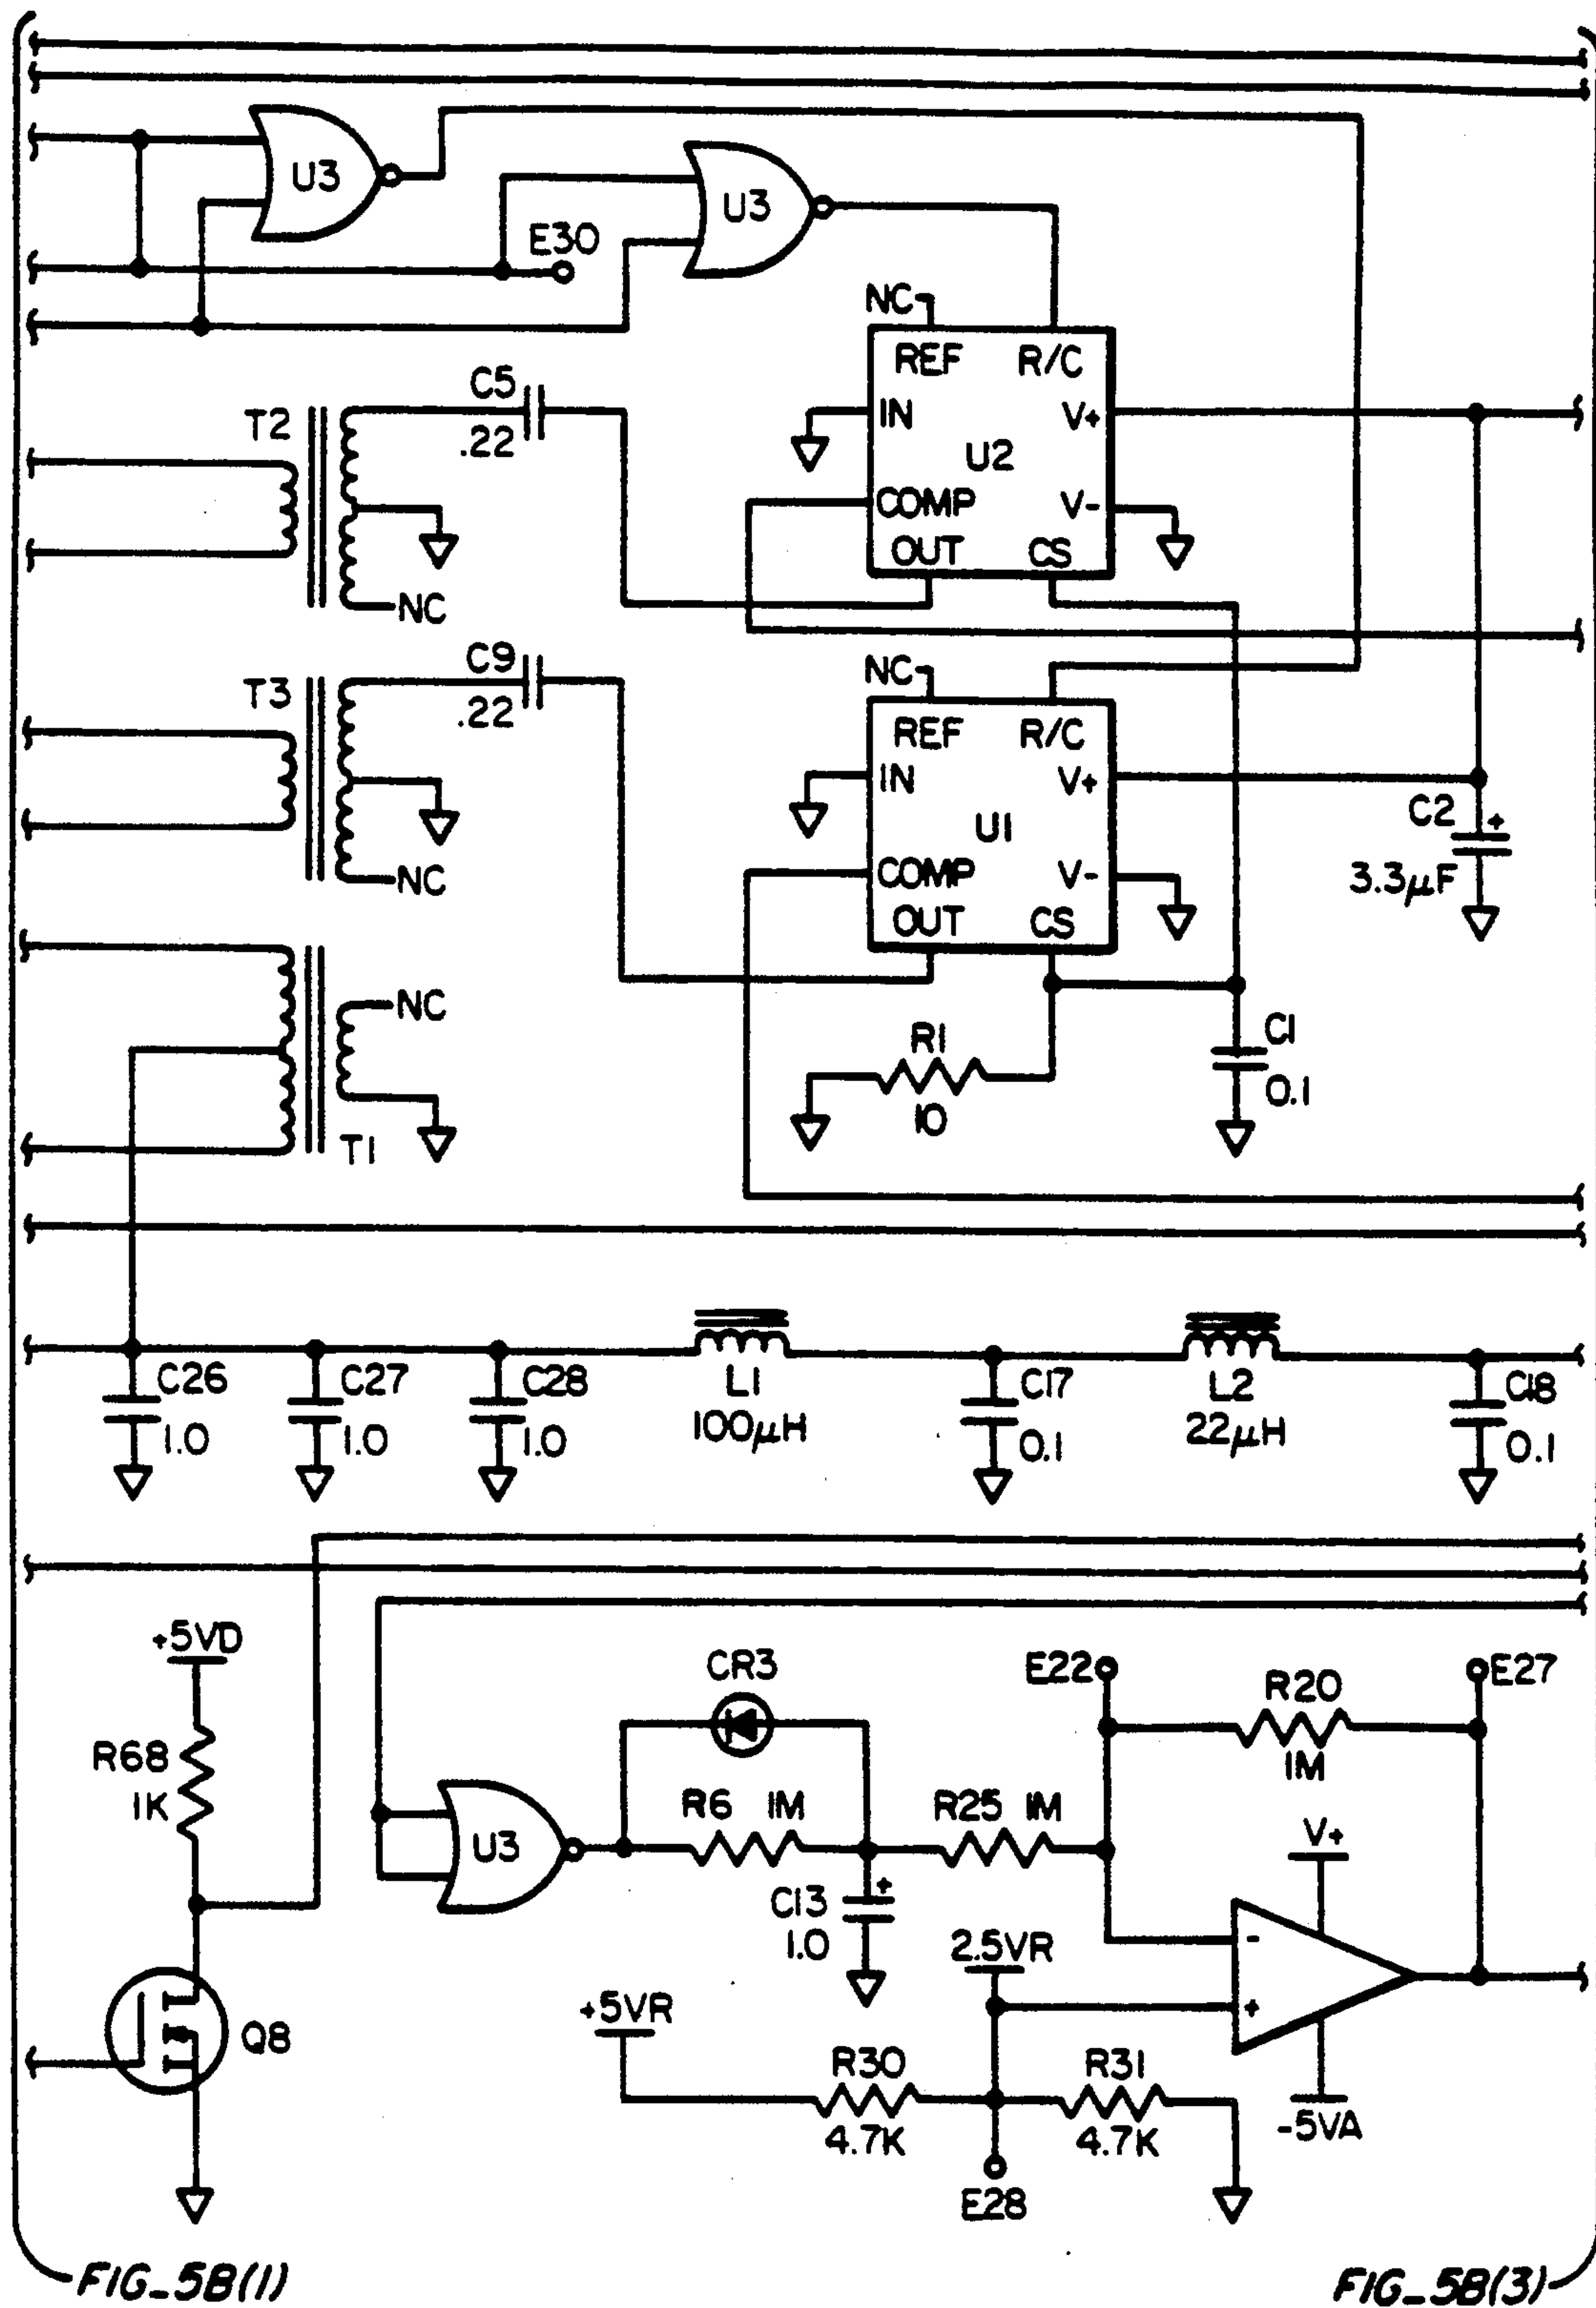 U3
U3
E30
NC
REF R/C
C5
T2
.22
IN
V+
U2
COMP
V-
OUT CS
NC
C9
T3
.22
NC
REF R/C
IN
V+
U1
C2
+
3.3μF
COMP
V-
OUT CS
NC
NC
R1
10
C1
0.1
T1
C26
1.0
C27
1.0
C28
1.0
L1
100μH
C17
0.1
L2
22μH
C18
0.1
+5VD
R68
1K
Q8
CR3
U3
R6 1M
R25 1M
C13
+
1.0
E22
R20
1M
E27
V+
-
+
-5VA
2.5VR
+5VR
R30
4.7K
R31
4.7K
E28
FIG_5B(1)
FIG_5B(3)